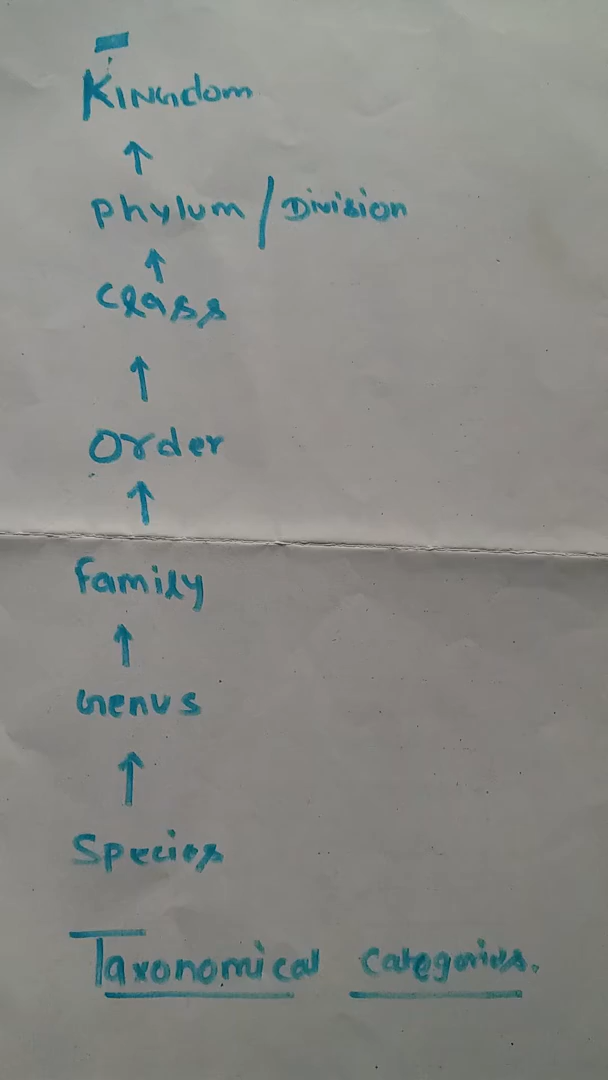 Kingdom
↑
Phylum / Division
↑
Class
↑
Order
↑
Family
↑
Genus
↑
Species
Taxonomical categories.